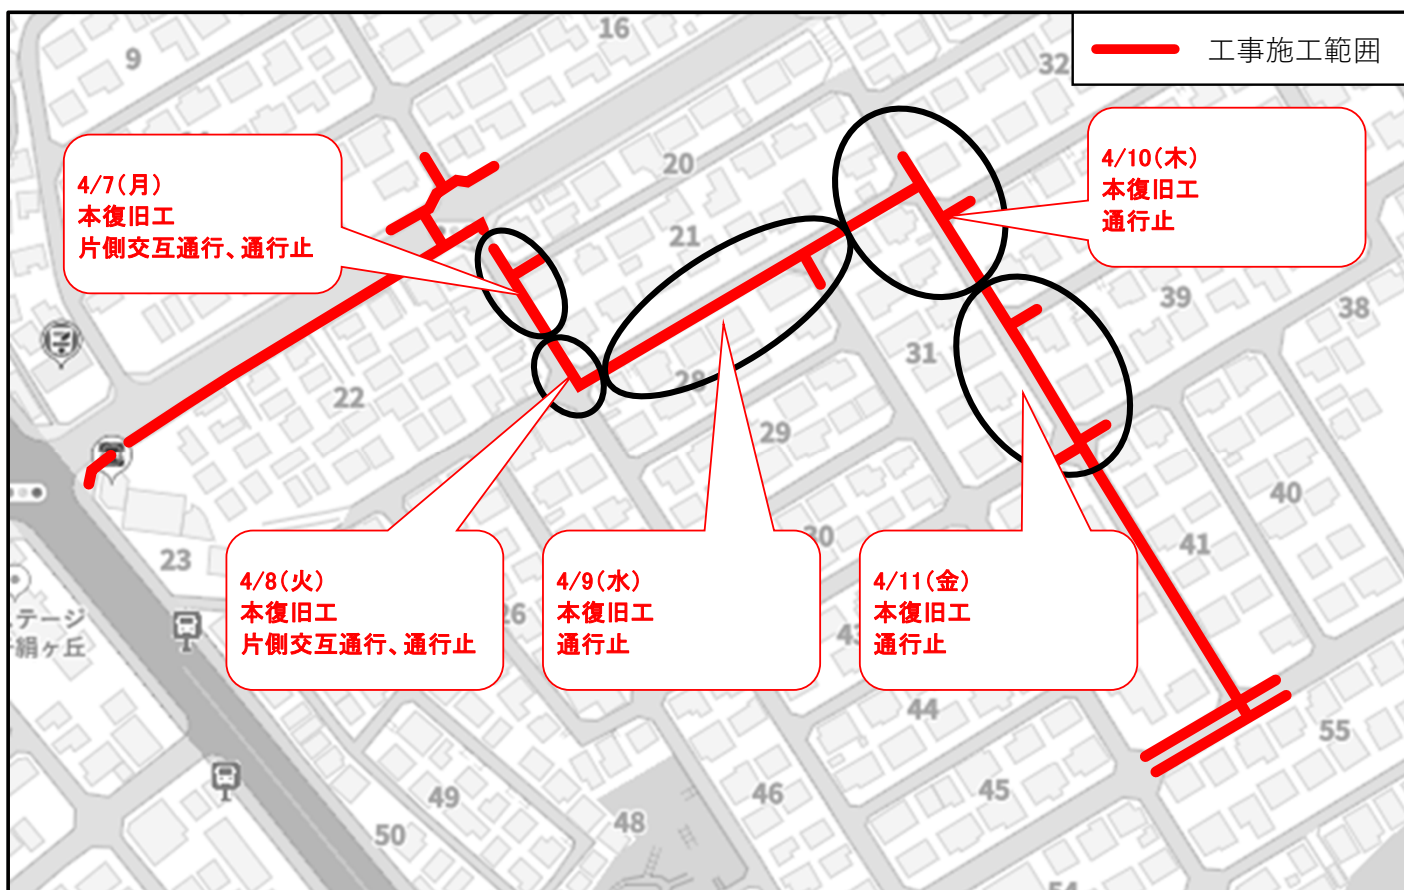 工事施工範囲
16
9
32
20
4/7(月)
本復旧工
片側交互通行、通行止
4/10(木)
本復旧工
通行止
21
39
38
31
22
28
29
40
30
41
23
4/8(火)
本復旧工
片側交互通行、通行止
4/9(水)
本復旧工
通行止
4/11(金)
本復旧工
通行止
26
43
テージ
絹ヶ丘
44
55
45
46
49
48
50
54